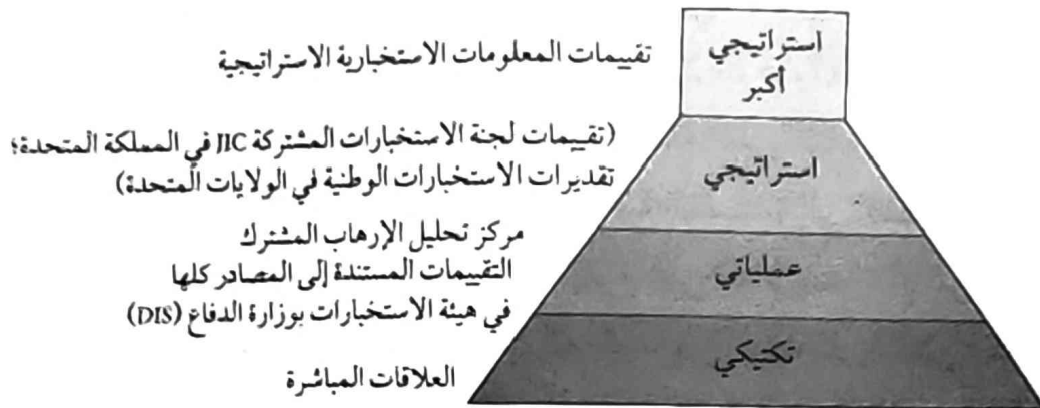 استراتيجي
أكبر
تقييمات المعلومات الاستخبارية الاستراتيجية
استراتيجي
(تقييمات لجنة الاستخبارات المشتركة JIC في المملكة المتحدة؛
تقديرات الاستخبارات الوطنية في الولايات المتحدة)
عملياتي
مركز تحليل الإرهاب المشترك
التقييمات المستندة إلى المصادر كلها
في هيئة الاستخبارات بوزارة الدفاع (DIS)
تكتيكي
العلاقات المباشرة